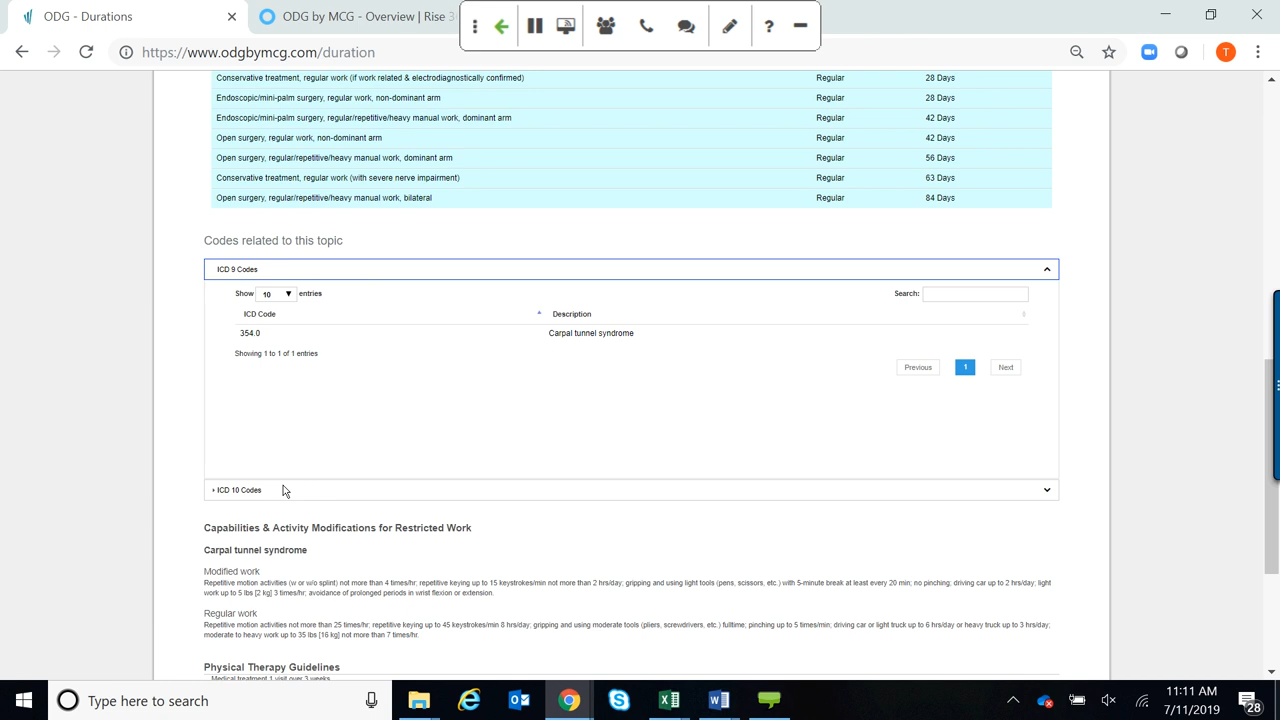 ODG - Durations
ODG by MCG - Overview | Rise 3
https://www.odgbymcg.com/duration
T
Conservative treatment, regular work (if work related & electrodiagnostically confirmed) Regular 28 Days
Endoscopic/mini-palm surgery, regular work, non-dominant arm Regular 28 Days
Endoscopic/mini-palm surgery, regular/repetitive/heavy manual work, dominant arm Regular 42 Days
Open surgery, regular work, non-dominant arm Regular 42 Days
Open surgery, regular/repetitive/heavy manual work, dominant arm Regular 56 Days
Conservative treatment, regular work (with severe nerve impairment) Regular 63 Days
Open surgery, regular/repetitive/heavy manual work, bilateral Regular 84 Days
Codes related to this topic
ICD 9 Codes
Show 10 entries Search:
ICD Code Description
354.0 Carpal tunnel syndrome
Showing 1 to 1 of 1 entries
Previous 1 Next
ICD 10 Codes
Capabilities & Activity Modifications for Restricted Work
Carpal tunnel syndrome
Modified work
Repetitive motion activities (w or w/o splint) not more than 4 times/hr; repetitive keying up to 15 keystrokes/min not more than 2 hrs/day; gripping and using light tools (pens, scissors, etc.) with 5-minute break at least every 20 min; no pinching; driving car up to 2 hrs/day; light
work up to 5 lbs [2 kg] 3 times/hr; avoidance of prolonged periods in wrist flexion or extension.
Regular work
Repetitive motion activities not more than 25 times/hr; repetitive keying up to 45 keystrokes/min 8 hrs/day; gripping and using moderate tools (pliers, screwdrivers, etc.) fulltime; pinching up to 5 times/min; driving car or light truck up to 6 hrs/day or heavy truck up to 3 hrs/day;
moderate to heavy work up to 35 lbs [16 kg] not more than 7 times/hr.
Physical Therapy Guidelines
Medical treatment 1 visit over 3 weeks
Type here to search
11:11 AM
7/11/2019
28